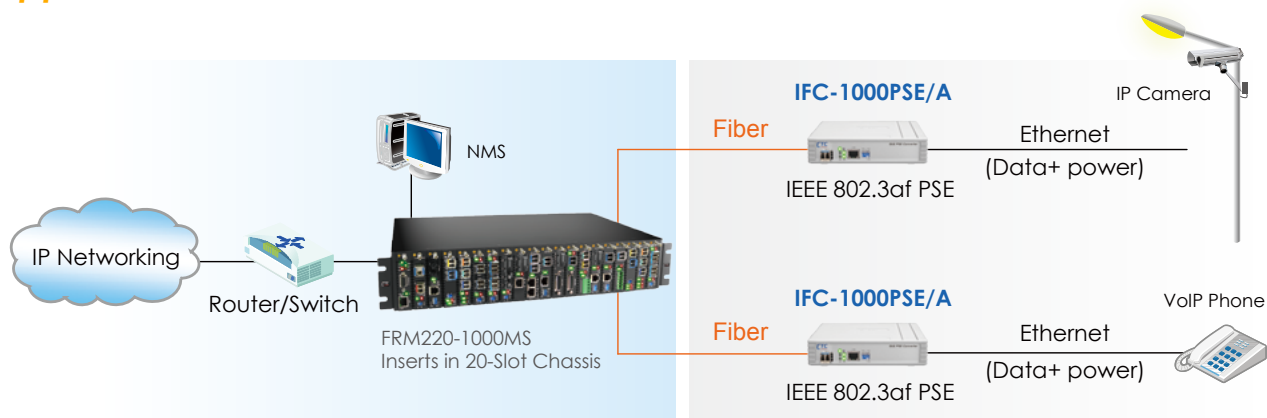 IFC-1000PSE/A
IP Camera
Fiber
Ethernet
NMS
(Data+ power)
IEEE 802.3af PSE
IP Networking
Router/Switch
IFC-1000PSE/A
VoIP Phone
FRM220-1000MS
Inserts in 20-Slot Chassis
Fiber
Ethernet
(Data+ power)
IEEE 802.3af PSE